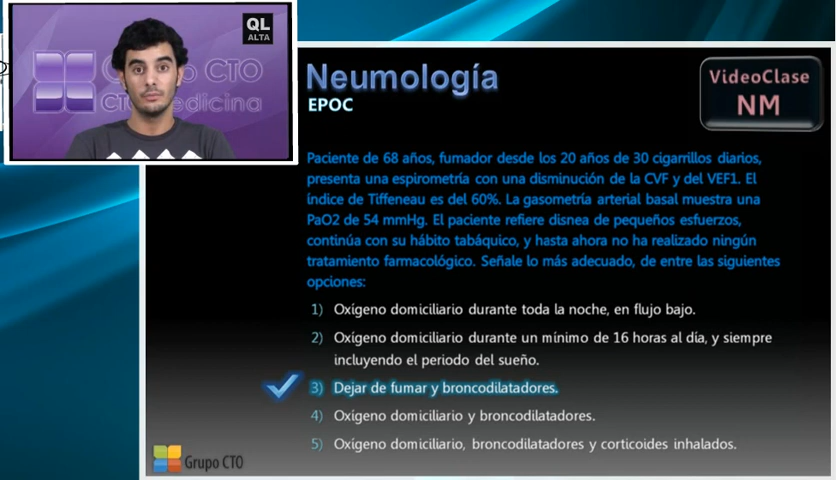 QL
ALTA
Grupo CTO
CTO Medicina
Neumología
EPOC
VideoClase
NM
Paciente de 68 años, fumador desde los 20 años de 30 cigarrillos diarios,
presenta una espirometría con una disminución de la CVF y del VEF1. El
índice de Tiffeneau es del 60%. La gasometría arterial basal muestra una
PaO2 de 54 mmHg. El paciente refiere disnea de pequeños esfuerzos,
continúa con su hábito tabáquico, y hasta ahora no ha realizado ningún
tratamiento farmacológico. Señale lo más adecuado, de entre las siguientes
opciones:
1) Oxígeno domiciliario durante toda la noche, en flujo bajo.
2) Oxígeno domiciliario durante un mínimo de 16 horas al día, y siempre
incluyendo el periodo del sueño.
3) Dejar de fumar y broncodilatadores.
4) Oxígeno domiciliario y broncodilatadores.
5) Oxígeno domiciliario, broncodilatadores y corticoides inhalados.
Grupo CTO